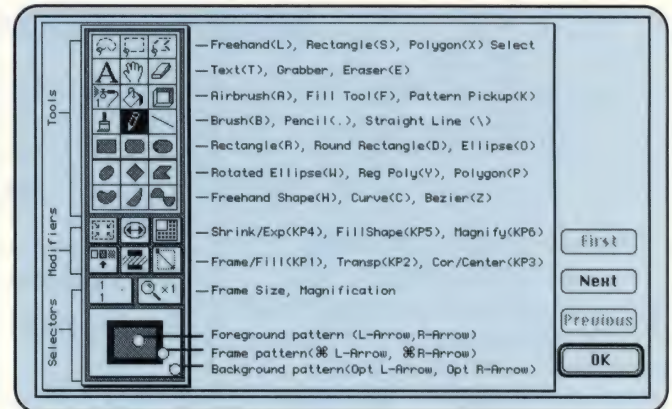 Freehand(L), Rectangle(S), Polygon(X) Select
Text(T), Grabber, Eraser(E)
Airbrush(A), Fill Tool(F), Pattern Pickup(K)
Brush(B), Pencil(.), Straight Line (\)
Rectangle(R), Round Rectangle(D), Ellipse(O)
Rotated Ellipse(W), Reg Poly(Y), Polygon(P)
Freehand Shape(H), Curve(C), Bezier(Z)
Shrink/Exp(KP4), FillShape(KP5), Magnify(KP6)
Frame/Fill(KP1), Transp(KP2), Cor/Center(KP3)
Frame Size, Magnification
Foreground pattern (L-Arrow,R-Arrow)
Frame pattern(⌘ L-Arrow, ⌘R-Arrow)
Background pattern(Opt L-Arrow, Opt R-Arrow)
Tools
Modifiers
Selectors
A
1
1
×1
First
Next
Previous
OK